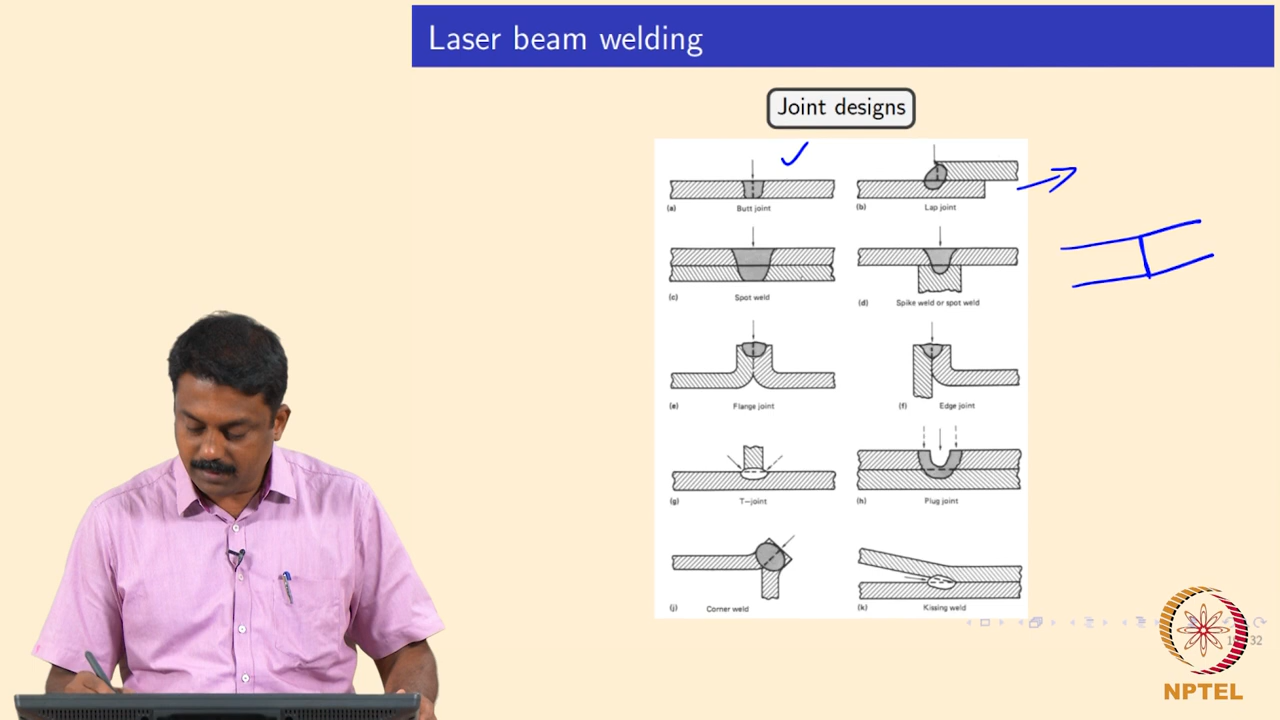 Laser beam welding
Joint designs
(a) Butt joint
(b) Lap joint
(c) Spot weld
(d) Spike weld or spot weld
(e) Flange joint
(f) Edge joint
(g) T—joint
(h) Plug joint
(j) Corner weld
(k) Kissing weld
32
NPTEL